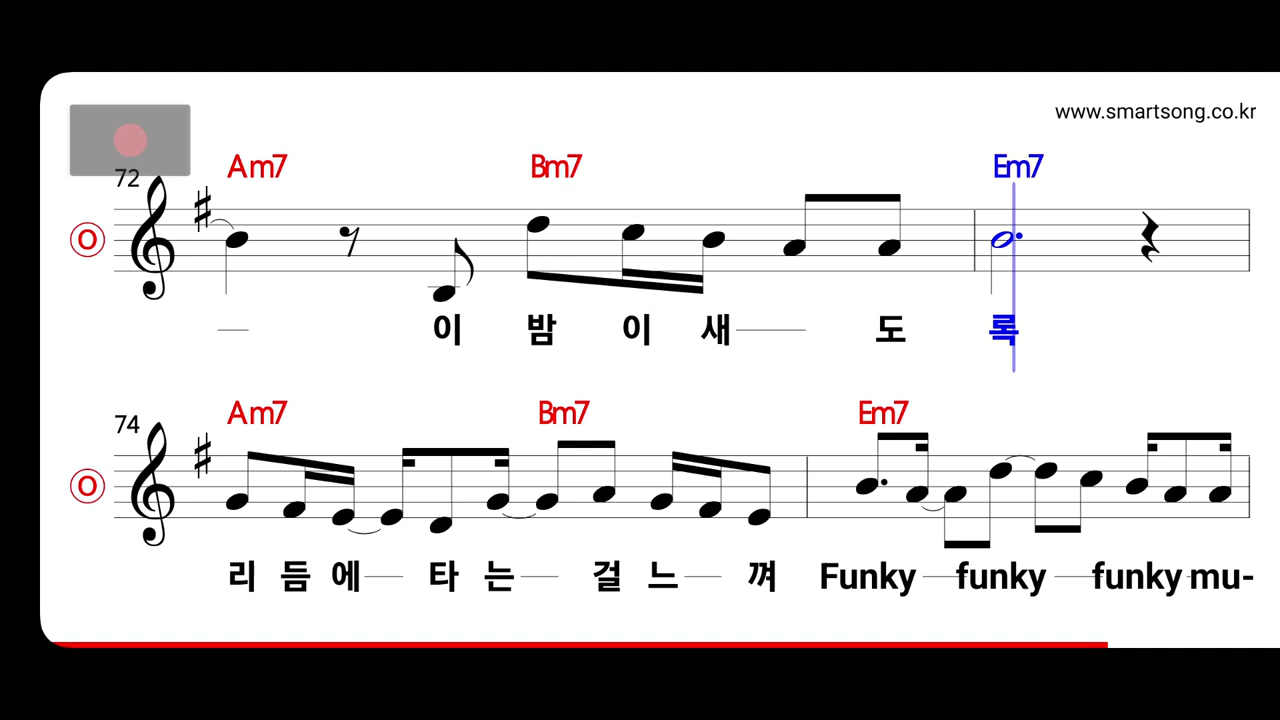 www.smartsong.co.kr
72 Am7 Bm7 Em7
O
이 밤 이 새 도 록
74 Am7 Bm7 Em7
O
리 듬 에 타 는 걸 느 껴 Funky funky funky mu-